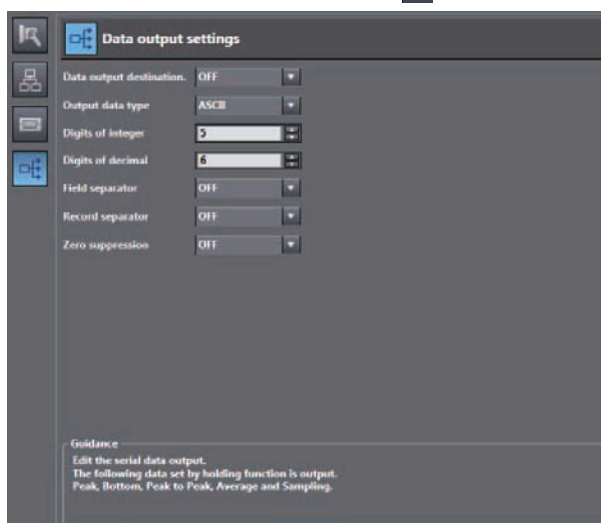 Data output settings
Data output destination. OFF
Output data type ASCII
Digits of integer 5
Digits of decimal 6
Field separator OFF
Record separator OFF
Zero suppression OFF
Guidance
Edit the serial data output.
The following data set by holding function is output.
Peak, Bottom, Peak to Peak, Average and Sampling.